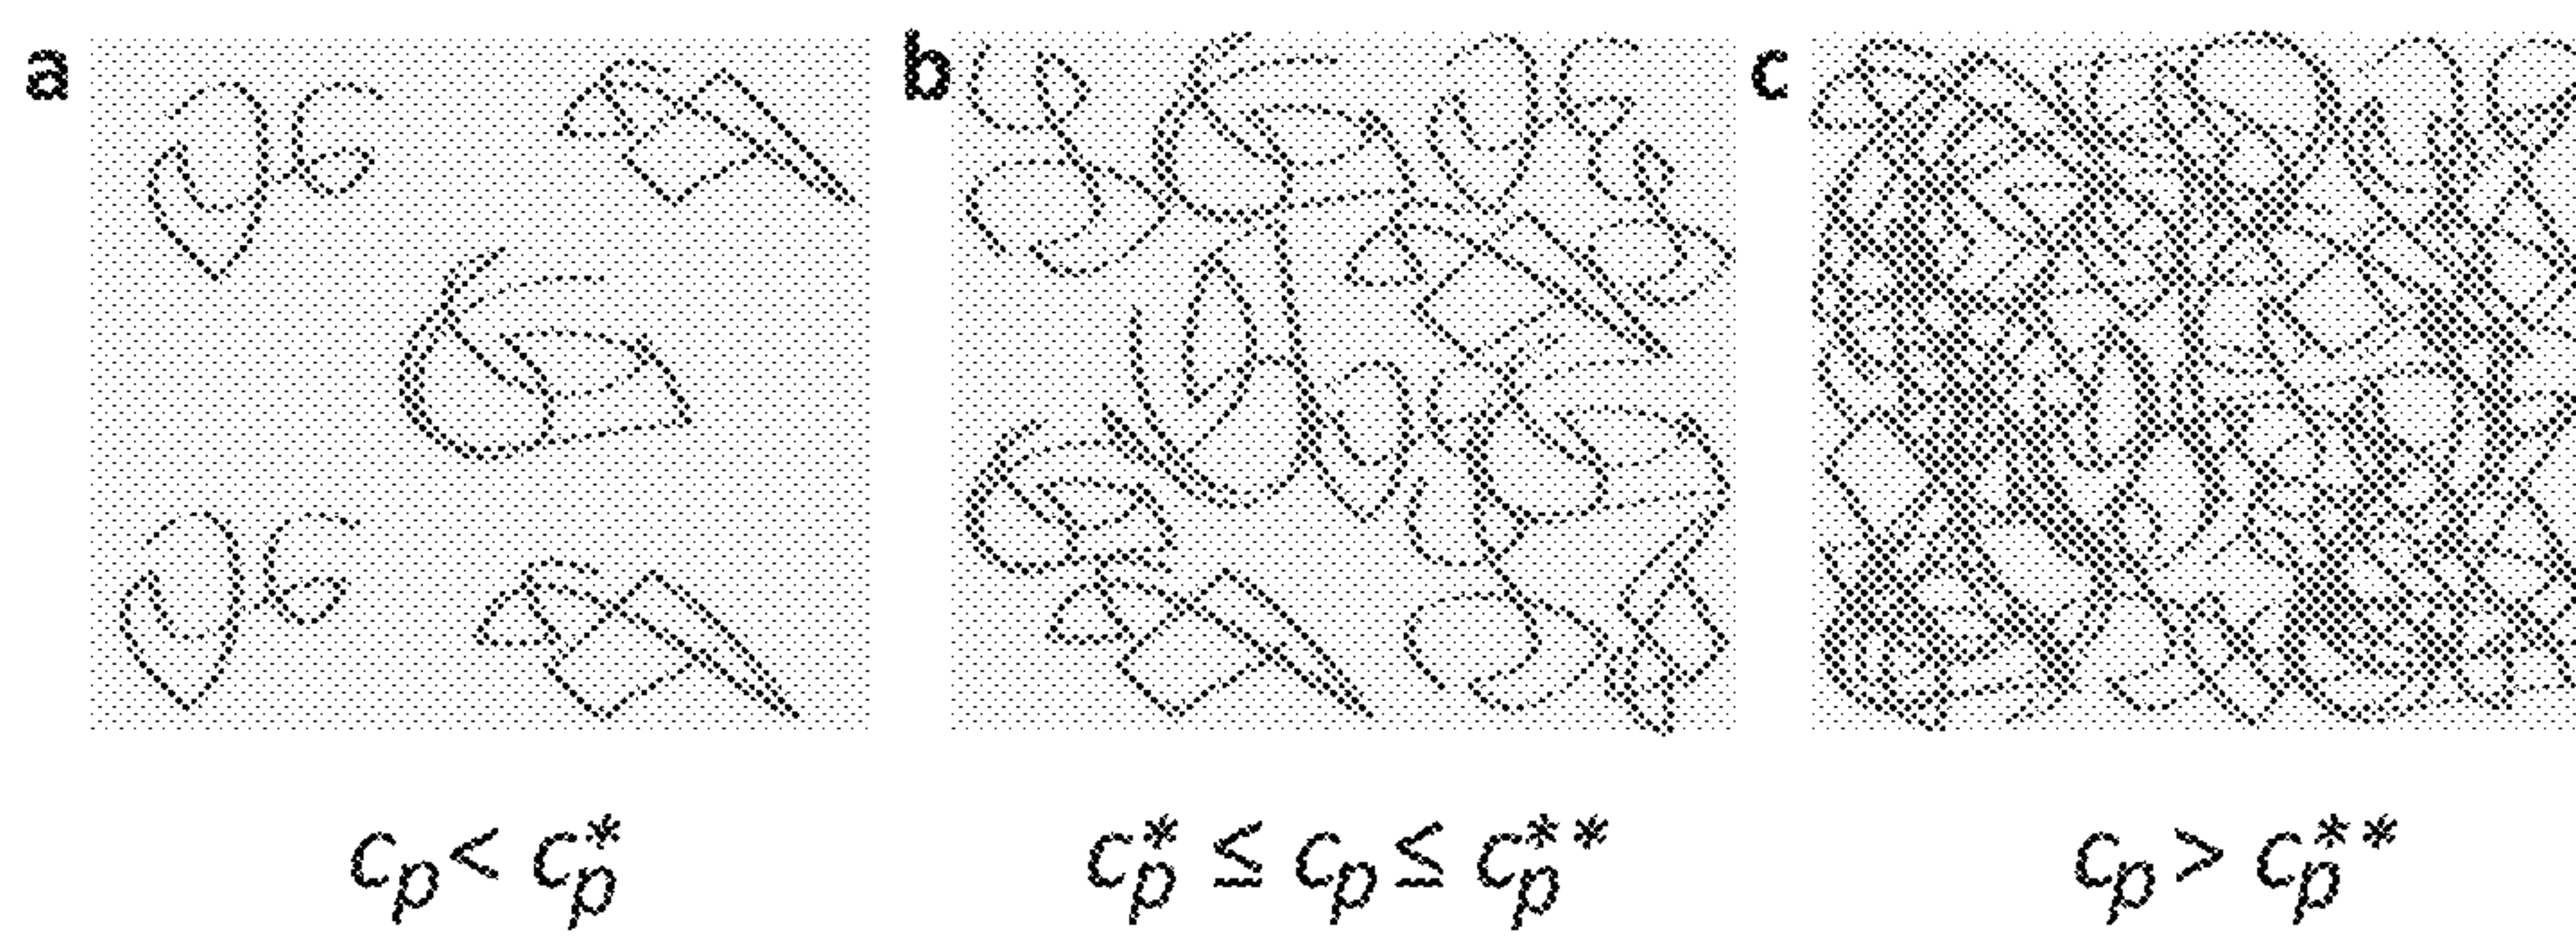 a b c
c_p < c_p^* c_p^* ≤ c_p ≤ c_p^** c_p > c_p^**